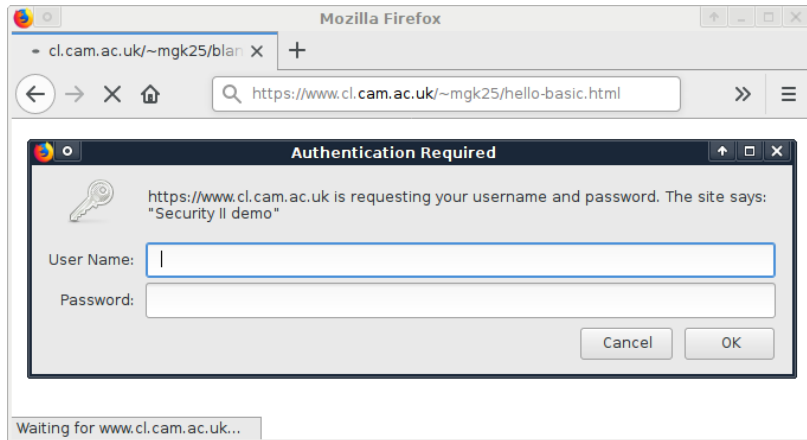 Mozilla Firefox
cl.cam.ac.uk/~mgk25/blan
https://www.cl.cam.ac.uk/~mgk25/hello-basic.html
Authentication Required
https://www.cl.cam.ac.uk is requesting your username and password. The site says:
"Security II demo"
User Name:
Password:
Cancel OK
Waiting for www.cl.cam.ac.uk...